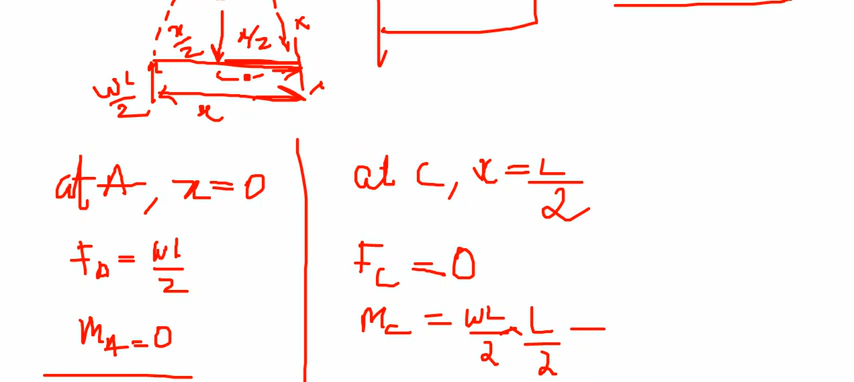 x/2 x/2 x
wL/2
x
at A, x=0
F_A = wL/2
M_A=0
at C, x=L/2
F_C = 0
M_C = wL/2 × L/2 —